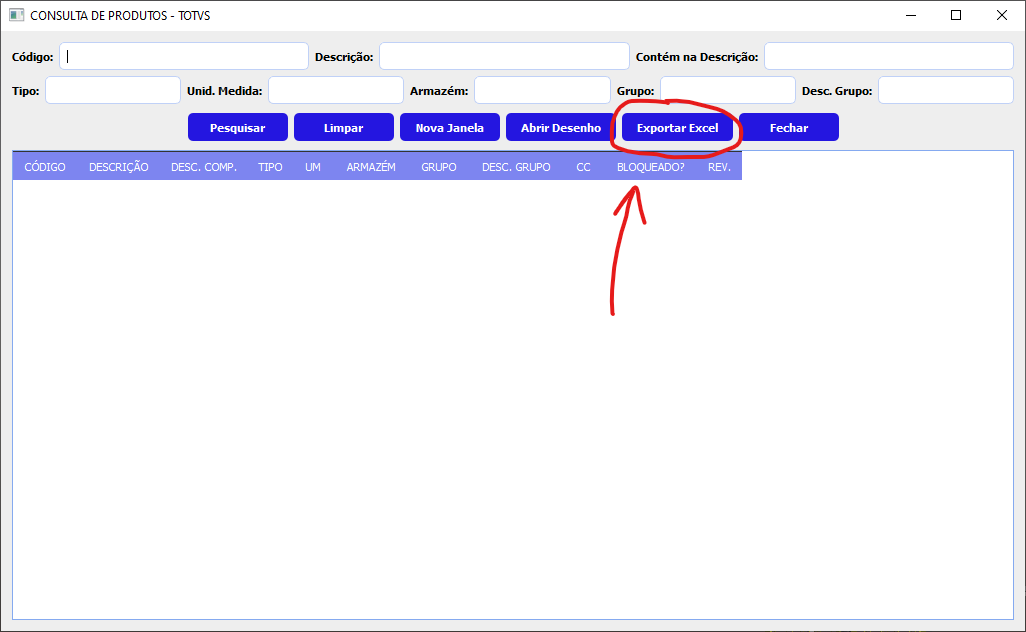 CONSULTA DE PRODUTOS - TOTVS
Código: Descrição: Contém na Descrição:
Tipo: Unid. Medida: Armazém: Grupo: Desc. Grupo:
Pesquisar Limpar Nova Janela Abrir Desenho Exportar Excel Fechar
CÓDIGO DESCRIÇÃO DESC. COMP. TIPO UM ARMAZÉM GRUPO DESC. GRUPO CC BLOQUEADO? REV.